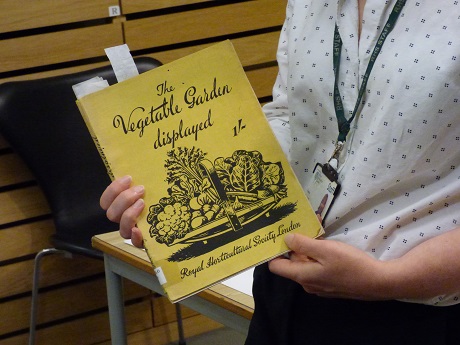 R
The
Vegetable Garden
displayed
1/-
Royal Horticultural Society London